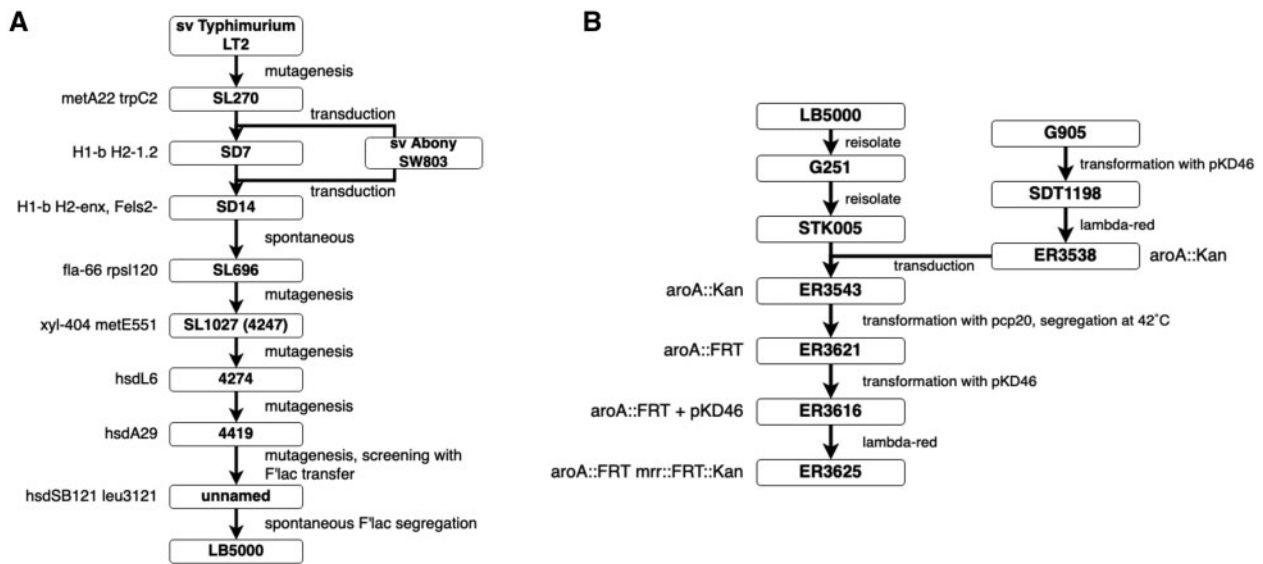 A
sv Typhimurium
LT2
mutagenesis
metA22 trpC2
SL270
transduction
sv Abony
SW803
H1-b H2-1.2
SD7
transduction
H1-b H2-enx, Fels2-
SD14
spontaneous
fla-66 rpsl120
SL696
mutagenesis
xyl-404 metE551
SL1027 (4247)
mutagenesis
hsdL6
4274
mutagenesis
hsdA29
4419
mutagenesis, screening with
F'lac transfer
hsdSB121 leu3121
unnamed
spontaneous F'lac segregation
LB5000
B
LB5000
reisolate
G251
reisolate
STK005
G905
transformation with pKD46
SDT1198
lambda-red
ER3538
aroA::Kan
transduction
aroA::Kan
ER3543
transformation with pcp20, segregation at 42˚C
aroA::FRT
ER3621
transformation with pKD46
aroA::FRT + pKD46
ER3616
lambda-red
aroA::FRT mrr::FRT::Kan
ER3625